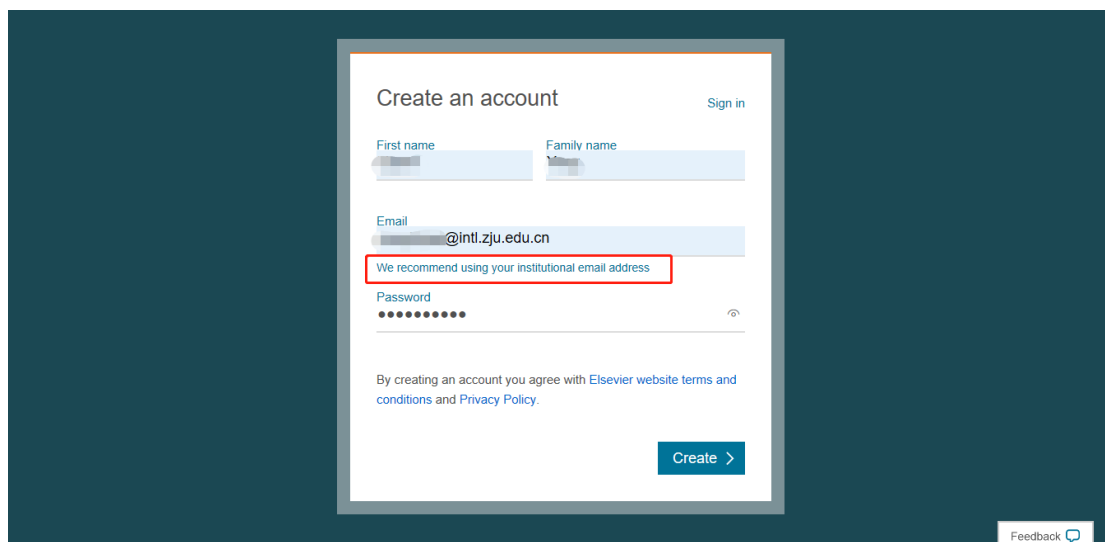 Create an account
Sign in
First name
Family name
Email
@intl.zju.edu.cn
We recommend using your institutional email address
Password
By creating an account you agree with Elsevier website terms and
conditions and Privacy Policy.
Create
Feedback